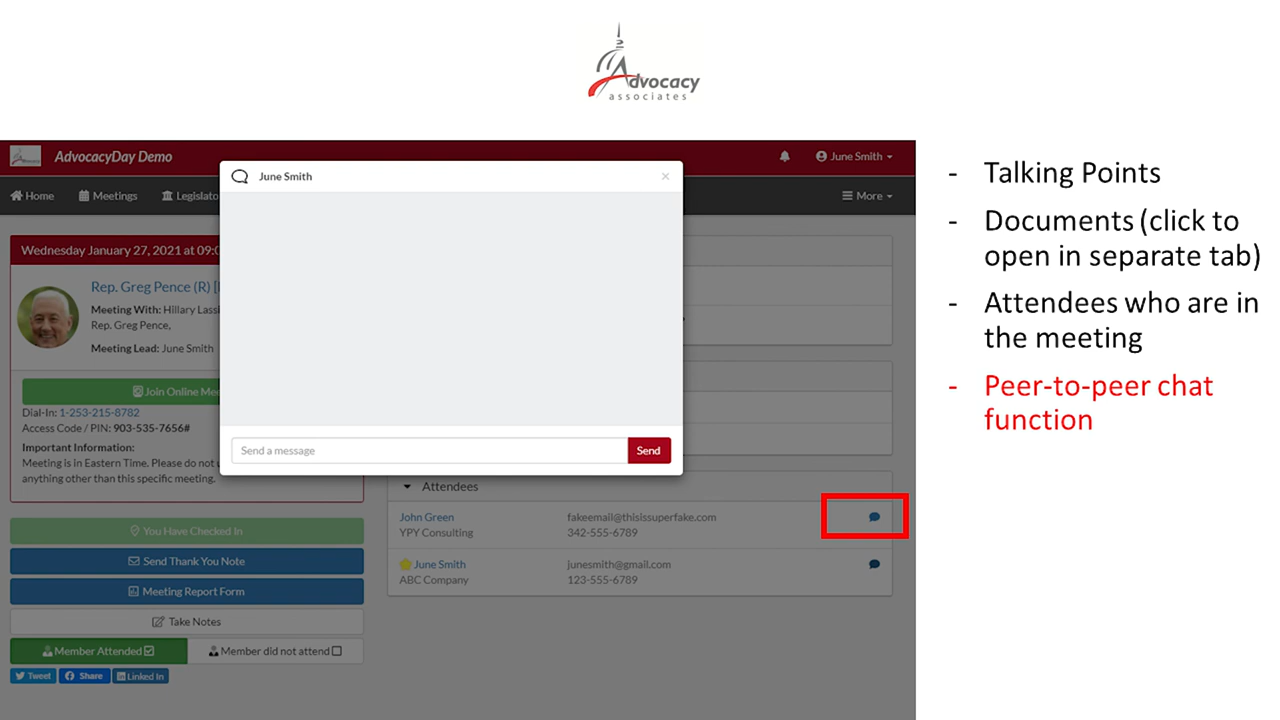 Advocacy
associates
AdvocacyDay Demo
June Smith
Home
Meetings
More
June Smith
Wednesday January 27, 2021 at
Rep. Greg Pence (R)
Meeting With: Hillary
Rep. Greg Pence,
Meeting Lead: June Smith
Join Online
Dial-In: 1-253-215-8782
Access Code / PIN: 903-535-7656#
Important Information:
Meeting is in Eastern Time. Please do not
anything other than this specific meeting.
Send a message
Send
You Have Checked In
Send Thank You Note
Meeting Report Form
Take Notes
Member Attended
Member did not attend
Tweet
Share
Linked In
Attendees
John Green
fakeemail@thisissuperfake.com
YPY Consulting
342-555-6789
June Smith
junesmith@gmail.com
ABC Company
123-555-6789
- Talking Points
- Documents (click to
open in separate tab)
- Attendees who are in
the meeting
- Peer-to-peer chat
function